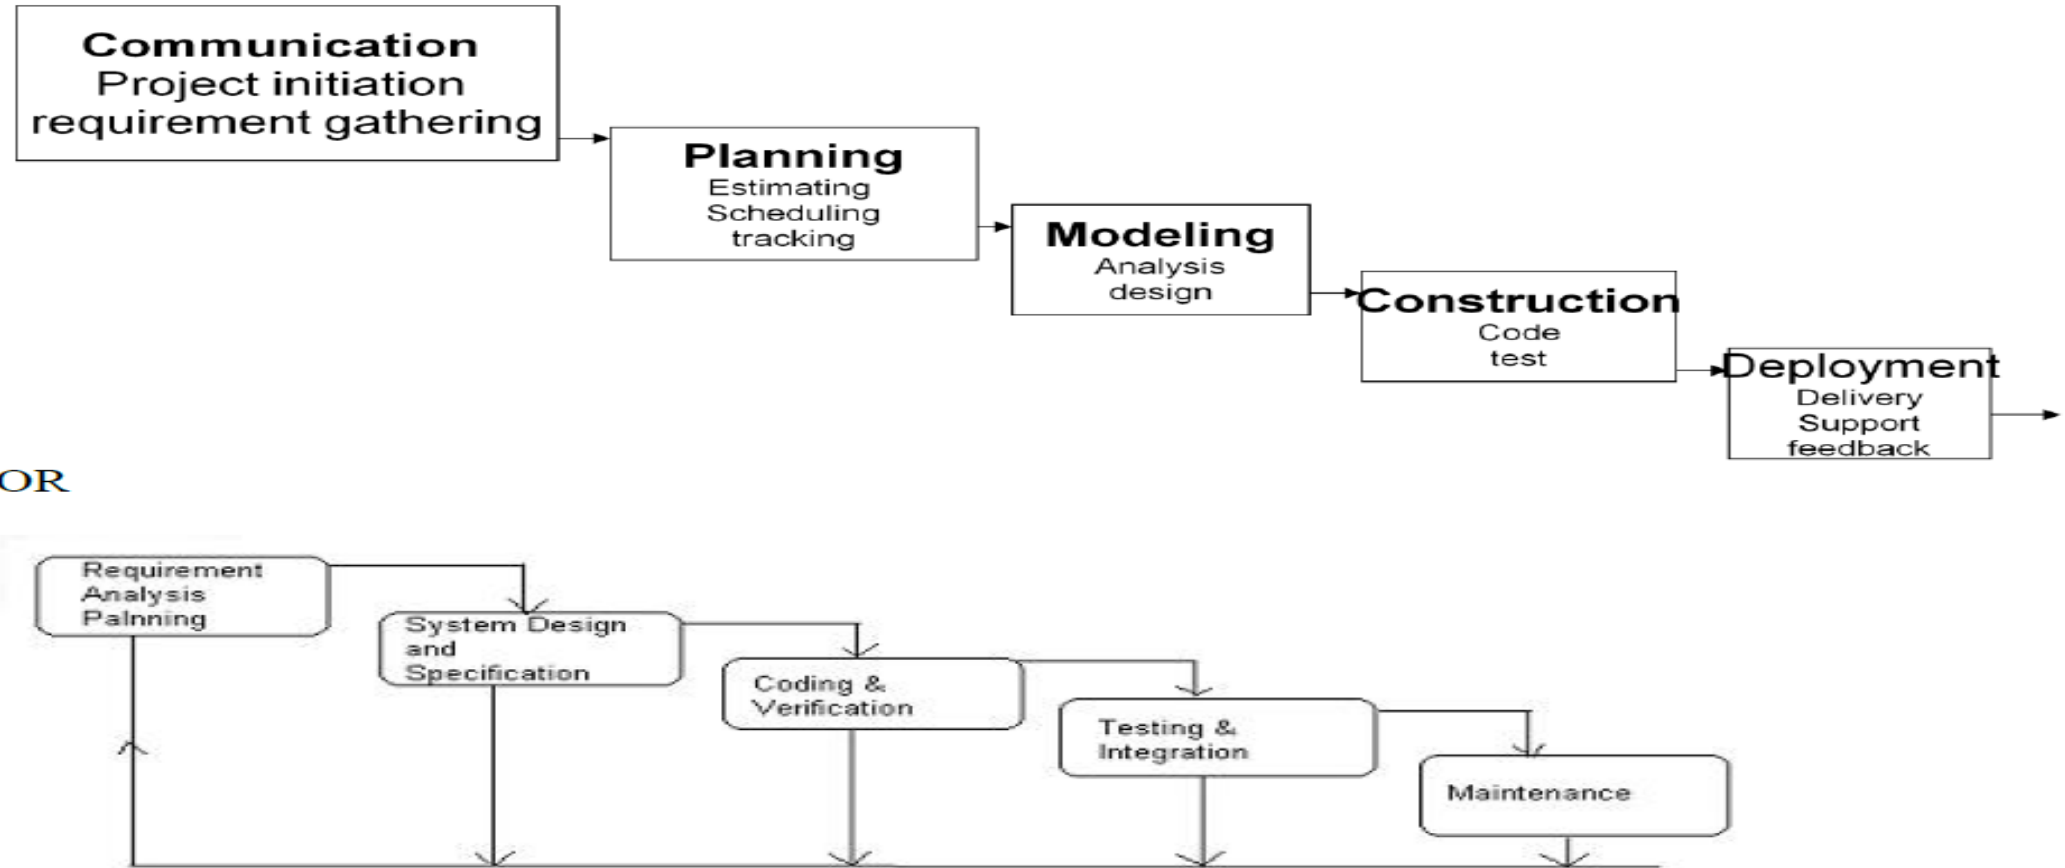 Communication
Project initiation
requirement gathering
Planning
Estimating
Scheduling
tracking
Modeling
Analysis
design
Construction
Code
test
Deployment
Delivery
Support
feedback
OR
Requirement
Analysis
Palnning
System Design
and
Specification
Coding &
Verification
Testing &
Integration
Maintenance